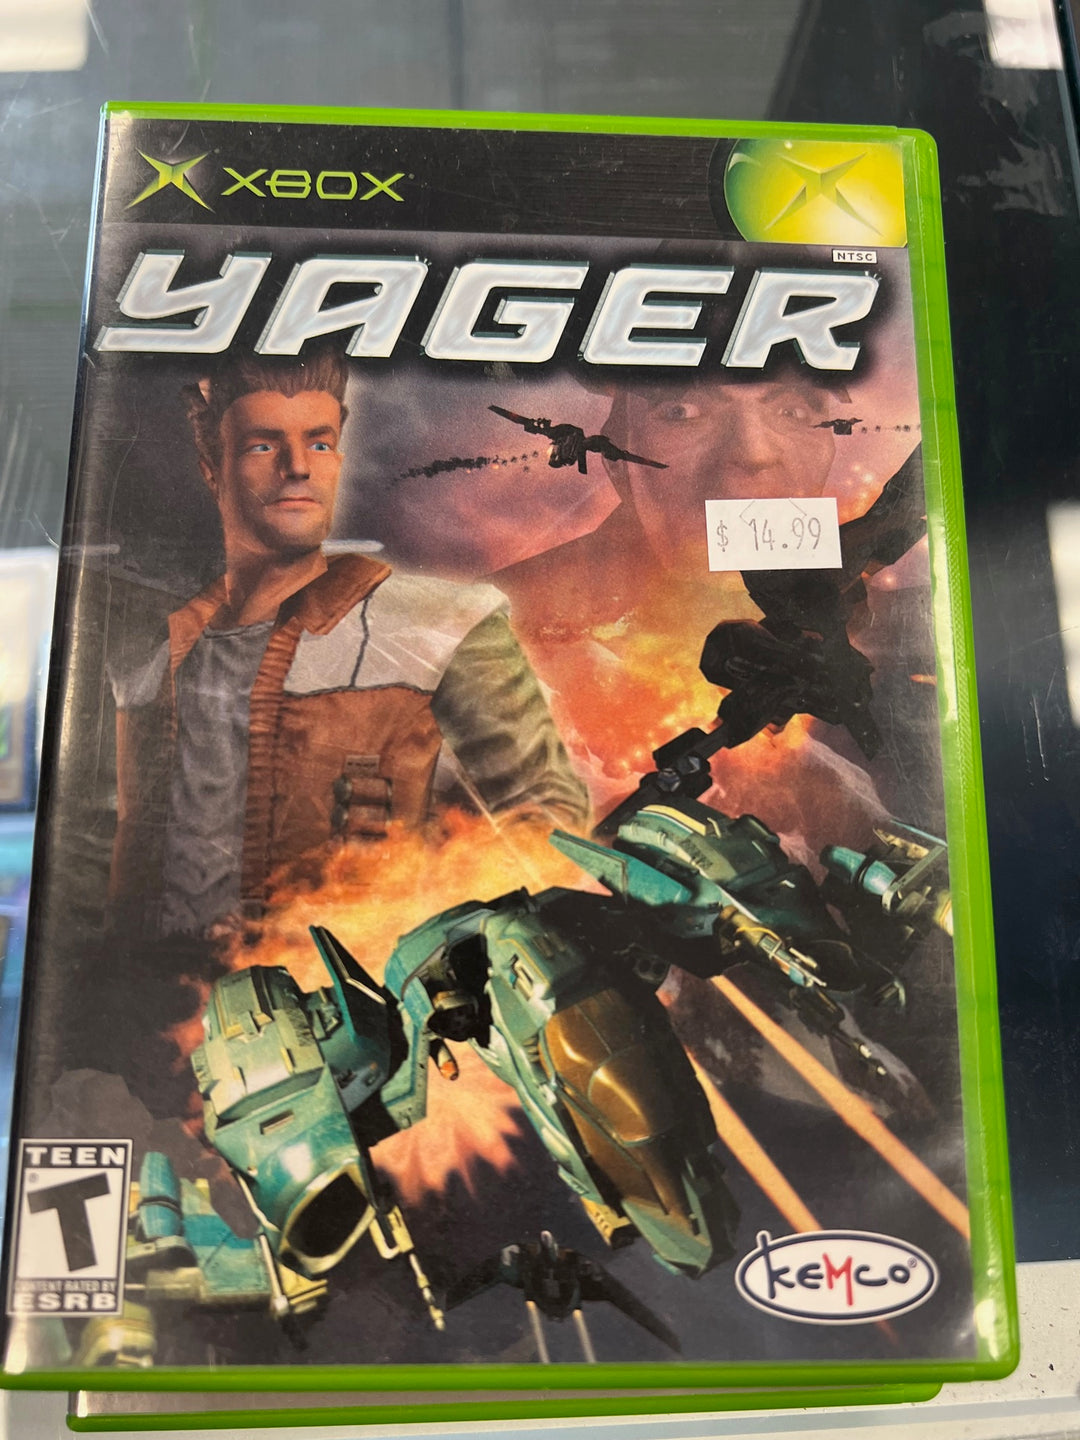 XBOX
NTSC
YAGER
$ 14.99
TEEN
T
CONTENT RATED BY
ESRB
KEMCO®